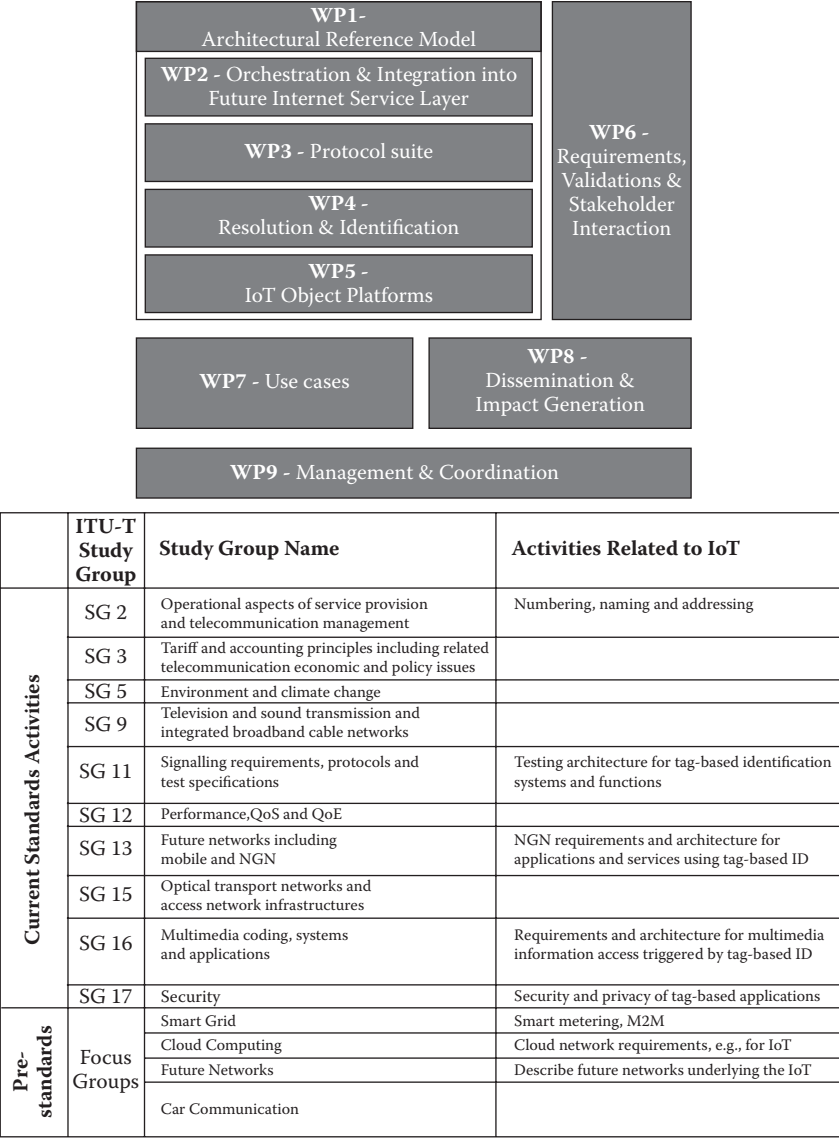 WP1-
Architectural Reference Model
WP2 - Orchestration & Integration into
Future Internet Service Layer
WP3 - Protocol suite
WP4 -
Resolution & Identification
WP5 -
IoT Object Platforms
WP6 -
Requirements,
Validations &
Stakeholder
Interaction
WP7 - Use cases
WP8 -
Dissemination &
Impact Generation
WP9 - Management & Coordination
ITU-T
Study
Group
Study Group Name
Activities Related to IoT
Current Standards Activities
SG 2
Operational aspects of service provision
and telecommunication management
Numbering, naming and addressing
SG 3
Tariff and accounting principles including related
telecommunication economic and policy issues
SG 5
Environment and climate change
SG 9
Television and sound transmission and
integrated broadband cable networks
SG 11
Signalling requirements, protocols and
test specifications
Testing architecture for tag-based identification
systems and functions
SG 12
Performance,QoS and QoE
SG 13
Future networks including
mobile and NGN
NGN requirements and architecture for
applications and services using tag-based ID
SG 15
Optical transport networks and
access network infrastructures
SG 16
Multimedia coding, systems
and applications
Requirements and architecture for multimedia
information access triggered by tag-based ID
SG 17
Security
Security and privacy of tag-based applications
Pre-
standards
Focus
Groups
Smart Grid
Smart metering, M2M
Cloud Computing
Cloud network requirements, e.g., for IoT
Future Networks
Describe future networks underlying the IoT
Car Communication